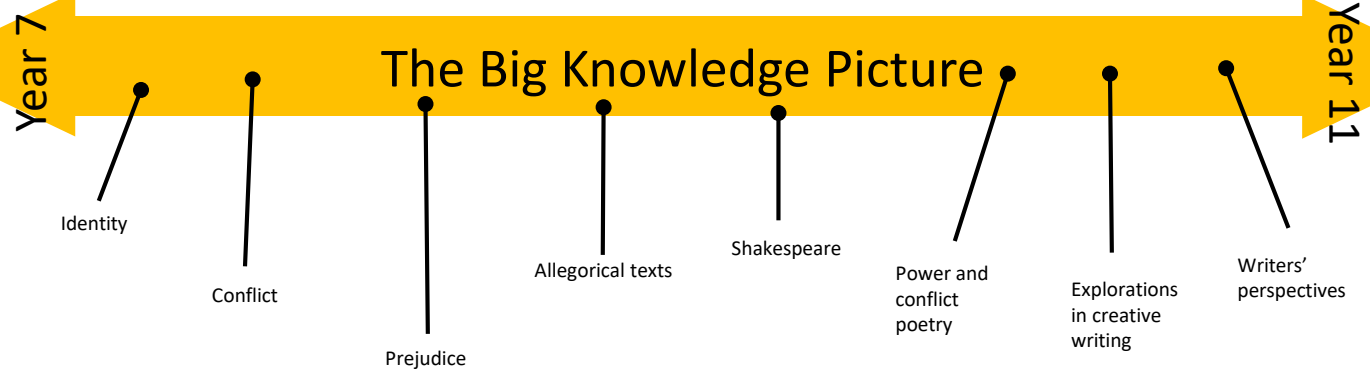 Year 7
The Big Knowledge Picture
Year 11
Identity
Conflict
Prejudice
Allegorical texts
Shakespeare
Power and
conflict
poetry
Explorations
in creative
writing
Writers’
perspectives